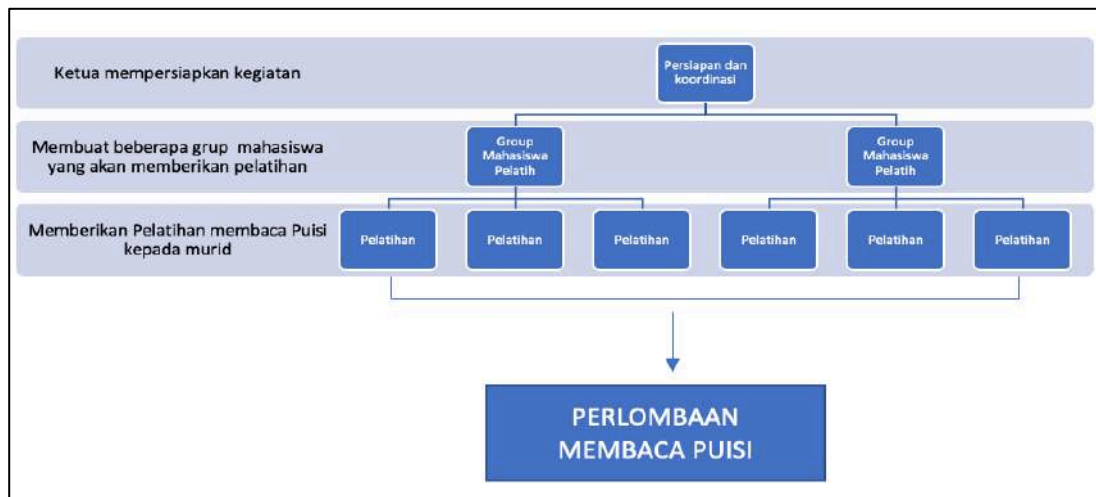 Ketua mempersiapkan kegiatan
Persiapan dan
koordinasi
Membuat beberapa grup mahasiswa
yang akan memberikan pelatihan
Group
Mahasiswa
Pelatih
Group
Mahasiswa
Pelatih
Memberikan Pelatihan membaca Puisi
kepada murid
Pelatihan
Pelatihan
Pelatihan
Pelatihan
Pelatihan
Pelatihan
PERLOMBAAN
MEMBACA PUISI